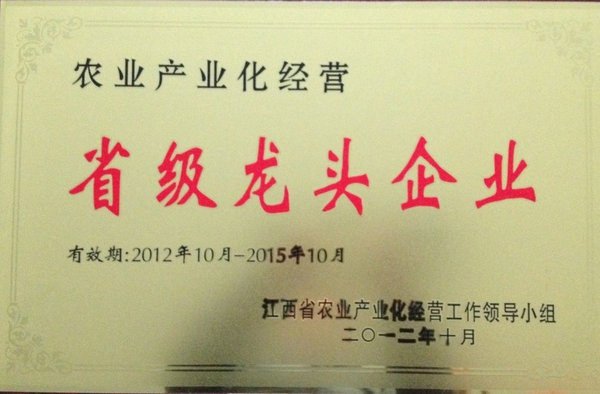 农业产业化经营
省级龙头企业
有效期:2012年10月-2015年10月
江西省农业产业化经营工作领导小组
二〇一二年十月